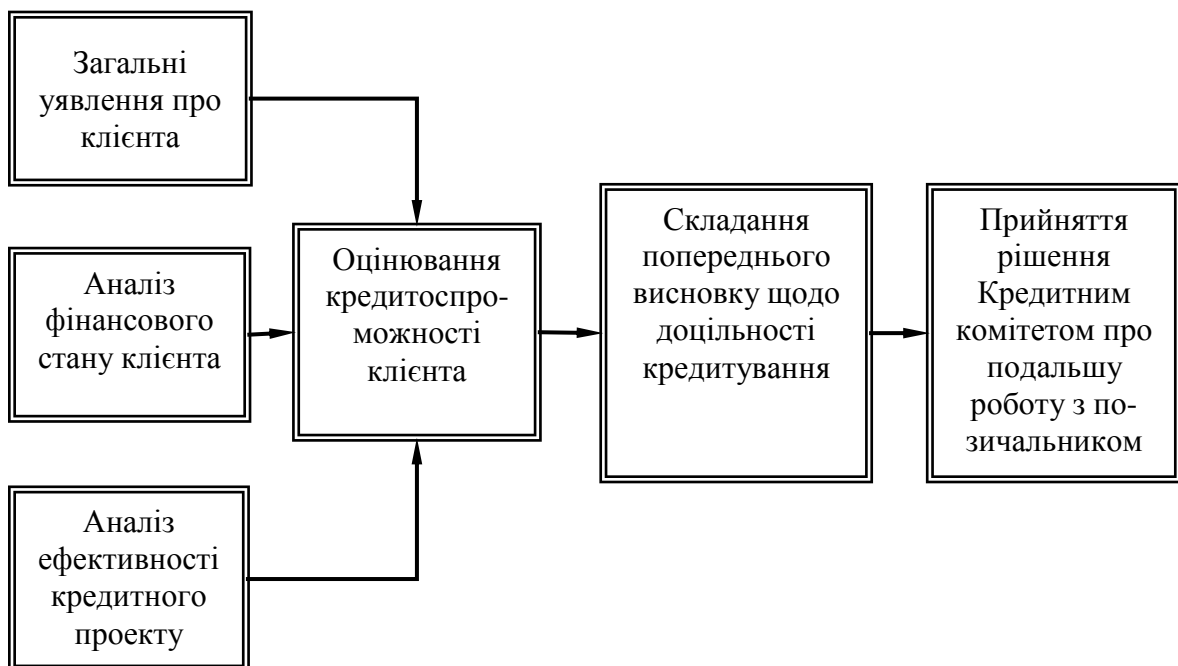 Загальні
уявлення про
клієнта
Аналіз
фінансового
стану клієнта
Аналіз
ефективності
кредитного
проекту
Оцінювання
кредитоспро-
можності
клієнта
Складання
попереднього
висновку щодо
доцільності
кредитування
Прийняття
рішення
Кредитним
комітетом про
подальшу
роботу з по-
зичальником